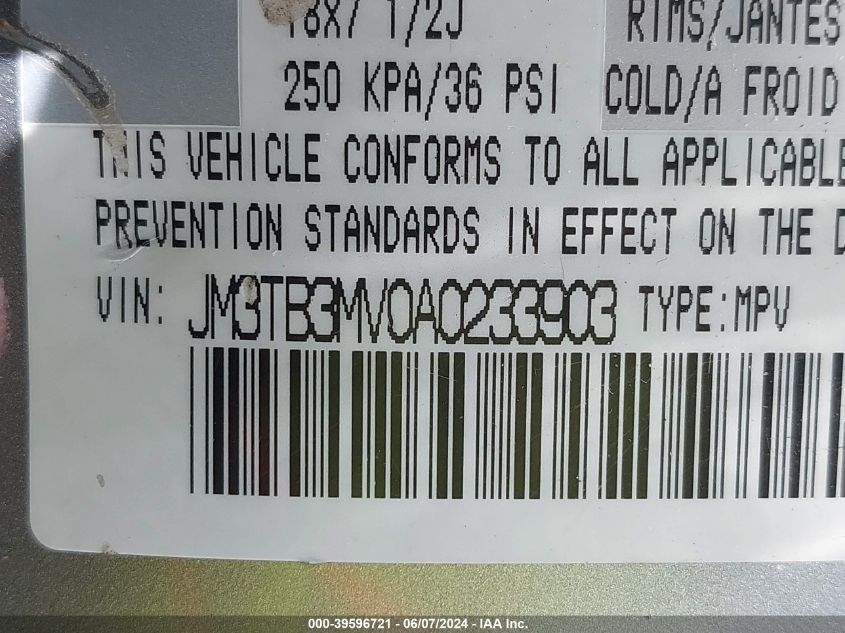 18X7 1/2J RIMS/JANTES
250 KPA/36 PSI COLD/A FROID
THIS VEHICLE CONFORMS TO ALL APPLICABLE
PREVENTION STANDARDS IN EFFECT ON THE D
VIN: JM3TB3MV0A0233903 TYPE:MPV
000-39596721 / 06/07/2024 - IAA Inc.